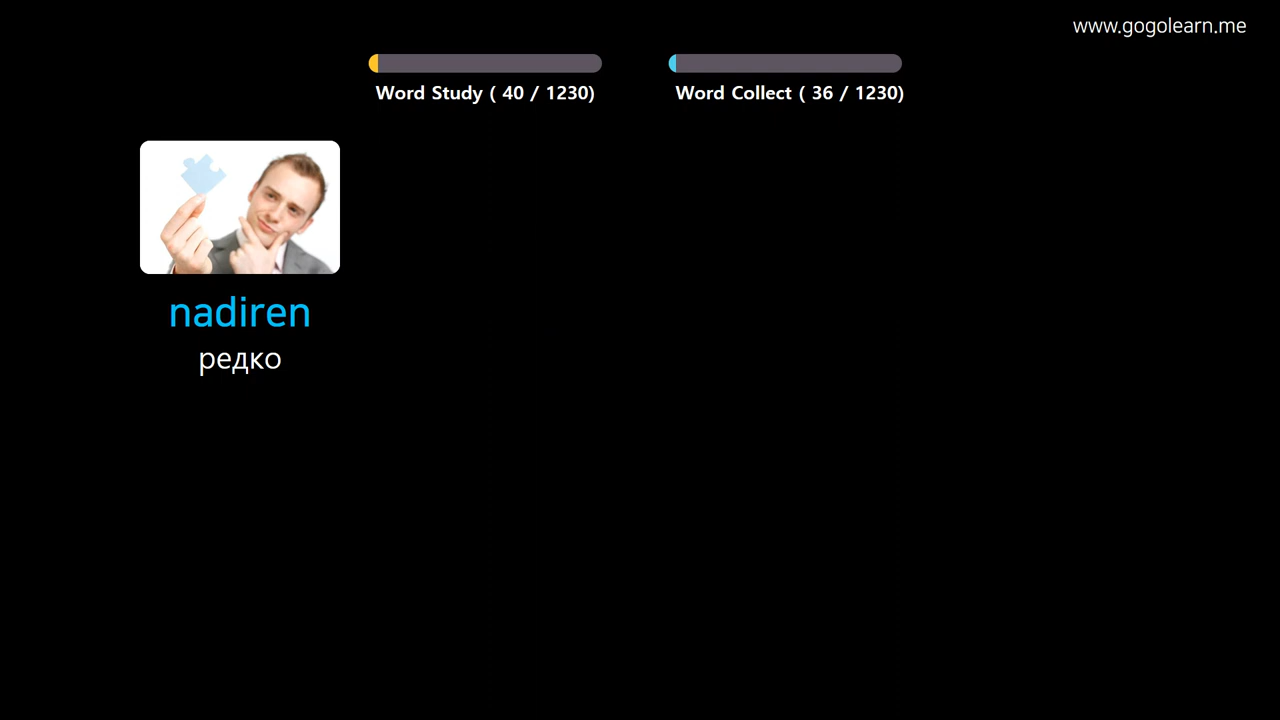 www.gogolearn.me
Word Study ( 40 / 1230)
Word Collect ( 36 / 1230)
nadiren
редко